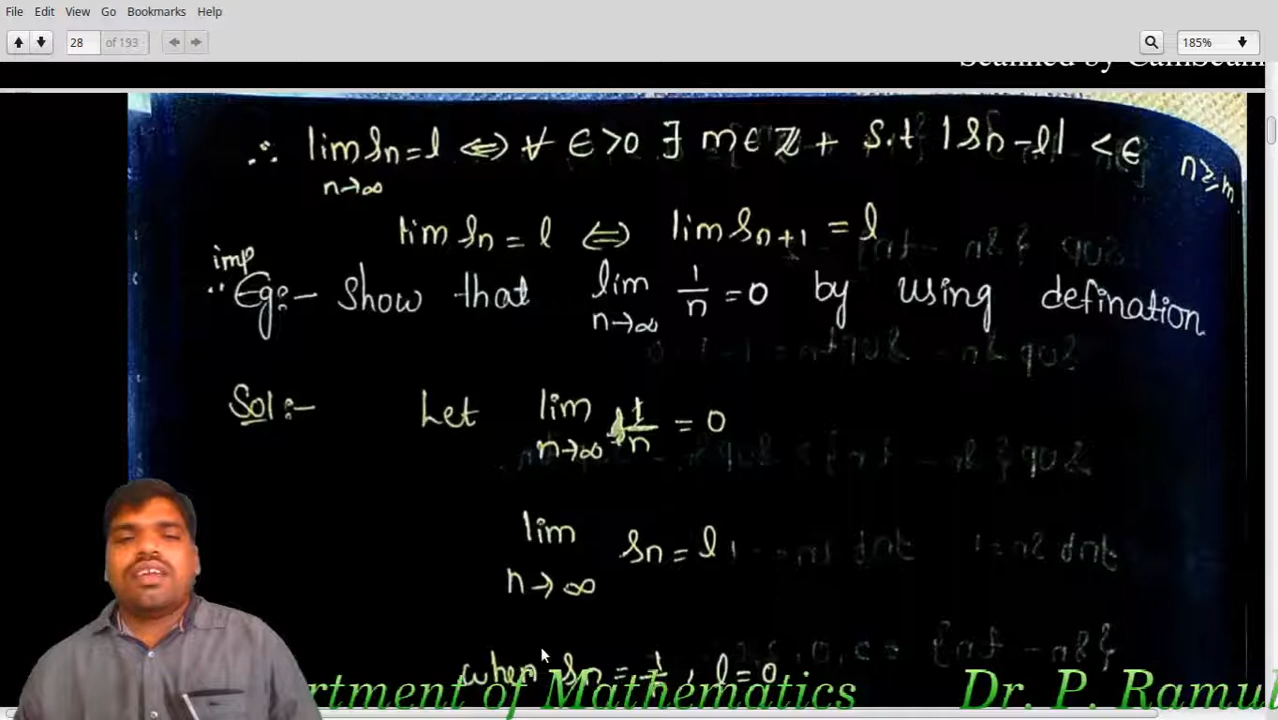 File Edit View Go Bookmarks Help
28 of 193 185%
∴ lim Sn = l ⇔ ∀ ∈ > 0 ∃ m ∈ Z + S.t |Sn - l| < ∈ n ≥ m
n→∞
lim Sn = l ⇔ lim Sn+1 = l
imp
Eg:- Show that lim 1/n = 0 by using defination
n→∞
Sol:- Let lim 1/n = 0
n→∞
lim Sn = l
n→∞
when Sn = 1/n , l = 0
rtment of Mathematics Dr. P. Ramul